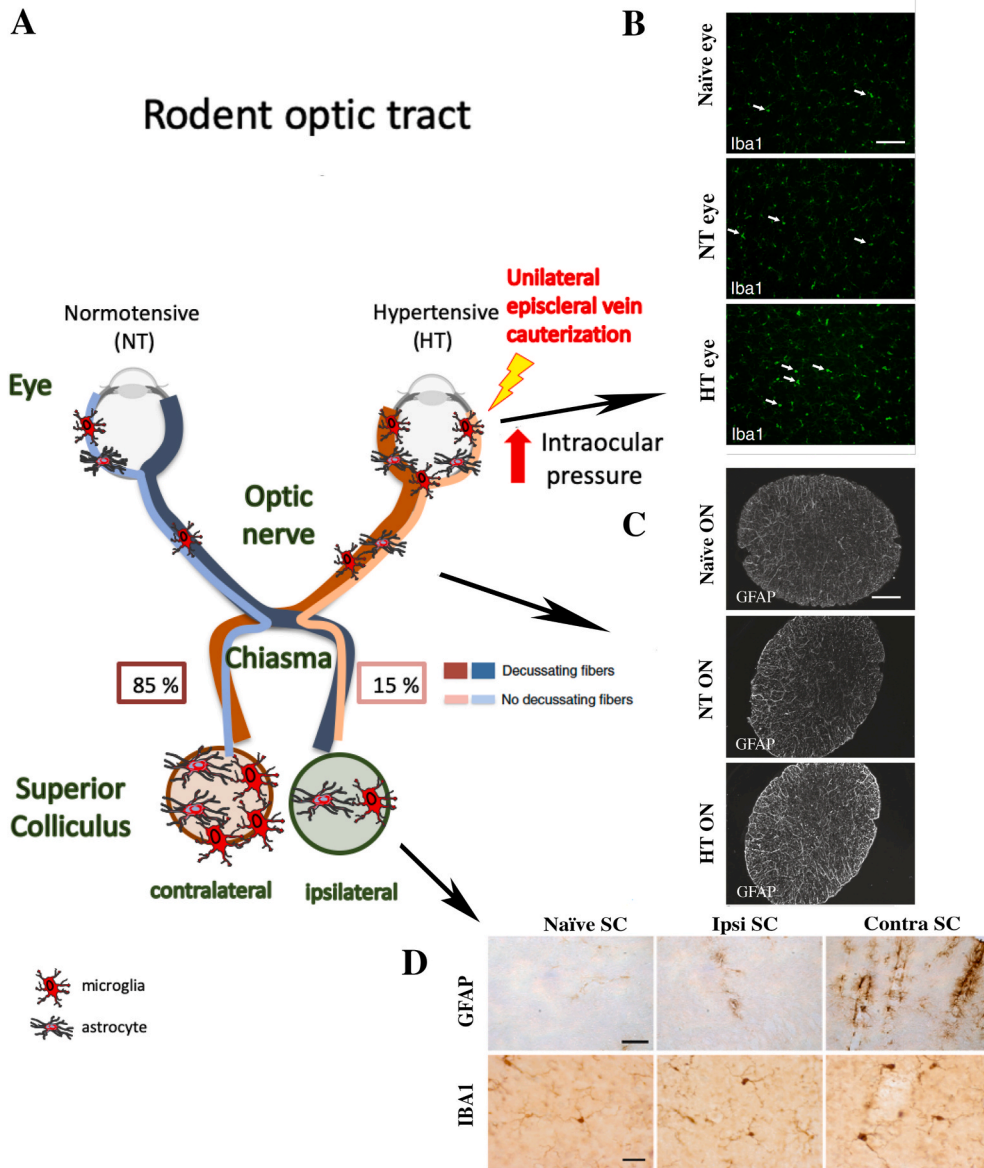 A
Rodent optic tract
Normotensive
(NT)
Hypertensive
(HT)
Unilateral
episcleral vein
cauterization
Eye
Intraocular
pressure
Optic
nerve
Chiasma
85 %
15 %
Decussating fibers
No decussating fibers
Superior
Colliculus
contralateral
ipsilateral
microglia
astrocyte
B
Naïve eye
Iba1
NT eye
Iba1
HT eye
Iba1
C
Naïve ON
GFAP
NT ON
GFAP
HT ON
GFAP
D
Naïve SC
Ipsi SC
Contra SC
GFAP
IBA1